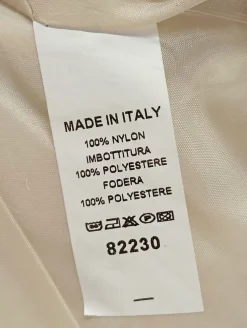 MADE IN ITALY
100% NYLON
IMBOTTITURA
100% POLYESTERE
FODERA
100% POLYESTERE
82230